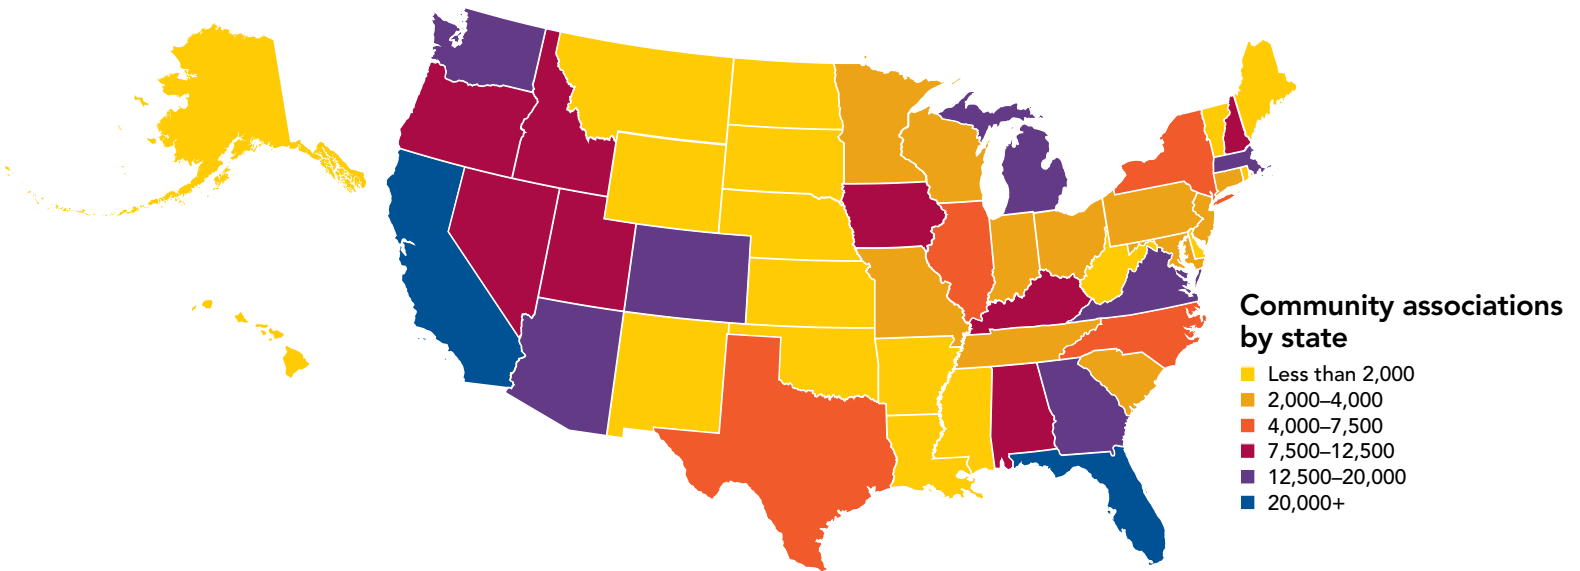 Community associations
by state
Less than 2,000
2,000–4,000
4,000–7,500
7,500–12,500
12,500–20,000
20,000+